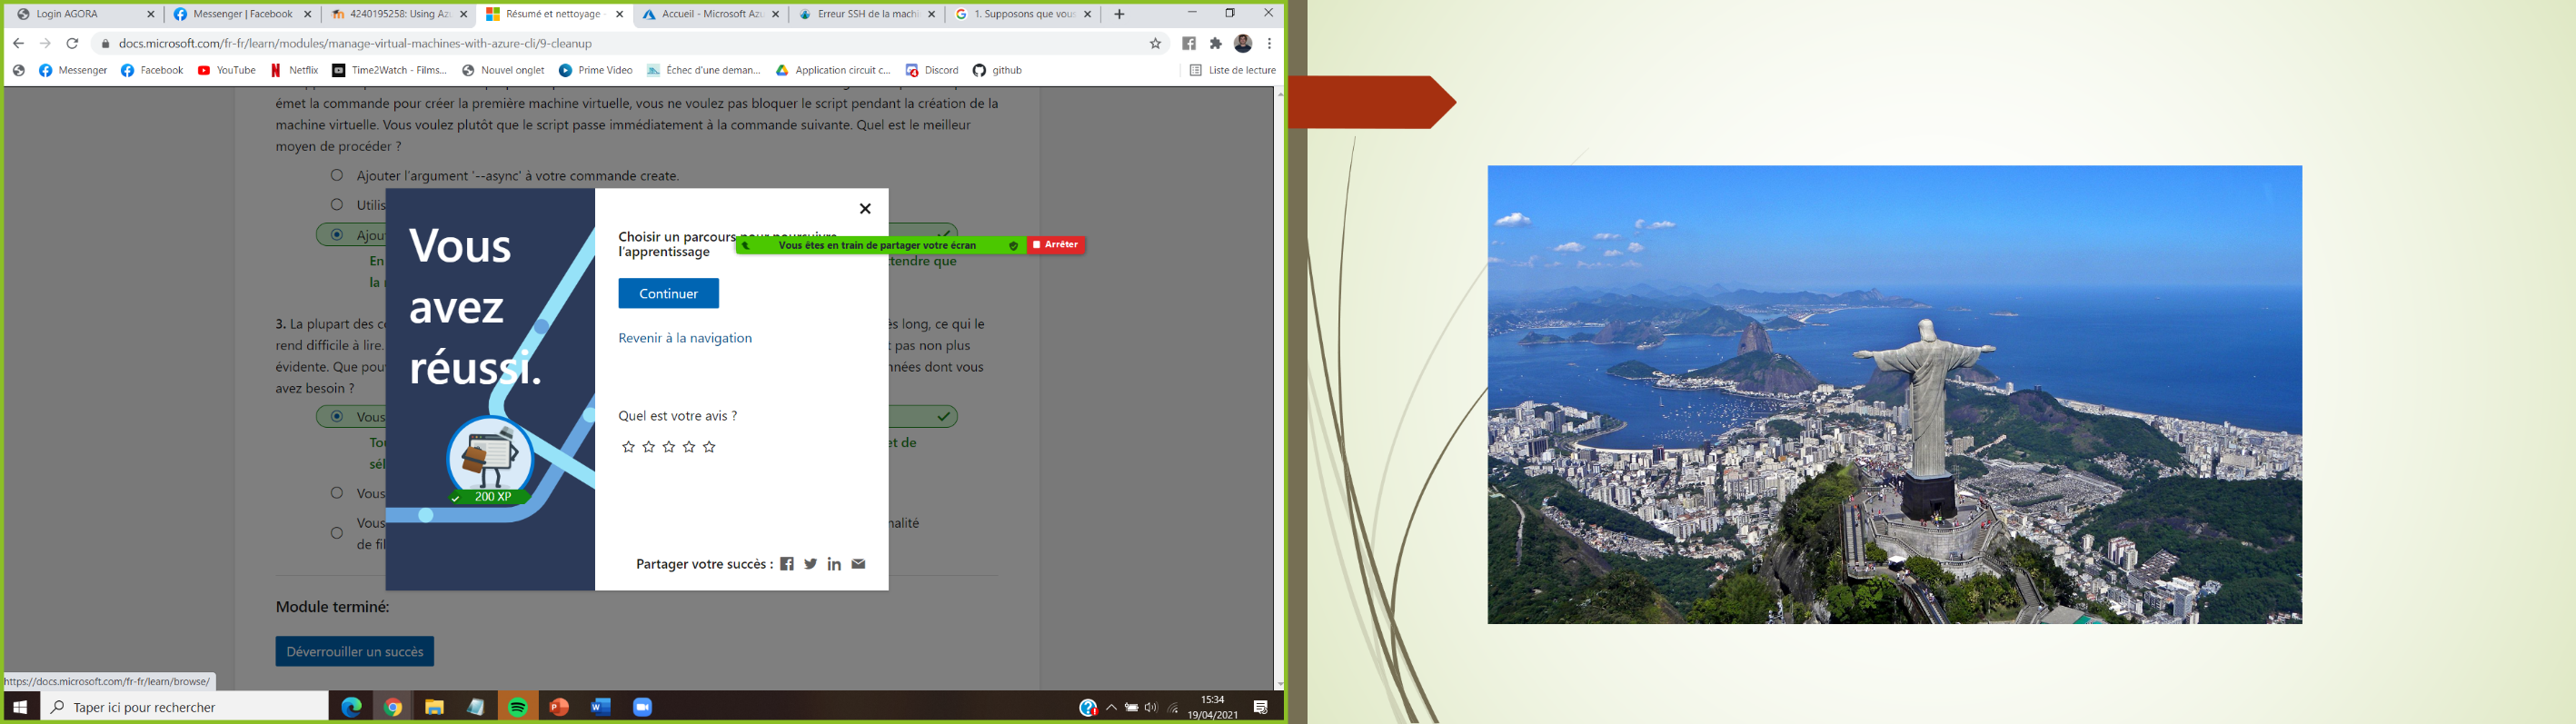 Login AGORA
Messenger | Facebook
4240195258: Using Az
Résumé et nettoyage -
Accueil - Microsoft Az
Erreur SSH de la machi
1. Supposons que vous
docs.microsoft.com/fr-fr/learn/modules/manage-virtual-machines-with-azure-cli/9-cleanup
Messenger
Facebook
YouTube
Netflix
Time2Watch - Films...
Nouvel onglet
Prime Video
Échec d'une deman...
Application circuit c...
Discord
github
Liste de lecture
émet la commande pour créer la première machine virtuelle, vous ne voulez pas bloquer le script pendant la création de la
machine virtuelle. Vous voulez plutôt que le script passe immédiatement à la commande suivante. Quel est le meilleur
moyen de procéder ?
Ajouter l'argument '--async' à votre commande create.
Utilis
Ajout
En
tendre que
la
3. La plupart des c
ès long, ce qui le
rend difficile à lire.
t pas non plus
évidente. Que pou
nnées dont vous
avez besoin ?
Vous
Tou
et de
sél
Vous
Vous
nalité
de fil
Module terminé:
Déverrouiller un succès
Vous
avez
réussi.
200 XP
Choisir un parcours pour poursuivre
l'apprentissage
Continuer
Revenir à la navigation
Quel est votre avis ?
Partager votre succès :
Vous êtes en train de partager votre écran
Arrêter
https://docs.microsoft.com/fr-fr/learn/browse/
Taper ici pour rechercher
15:34
19/04/2021